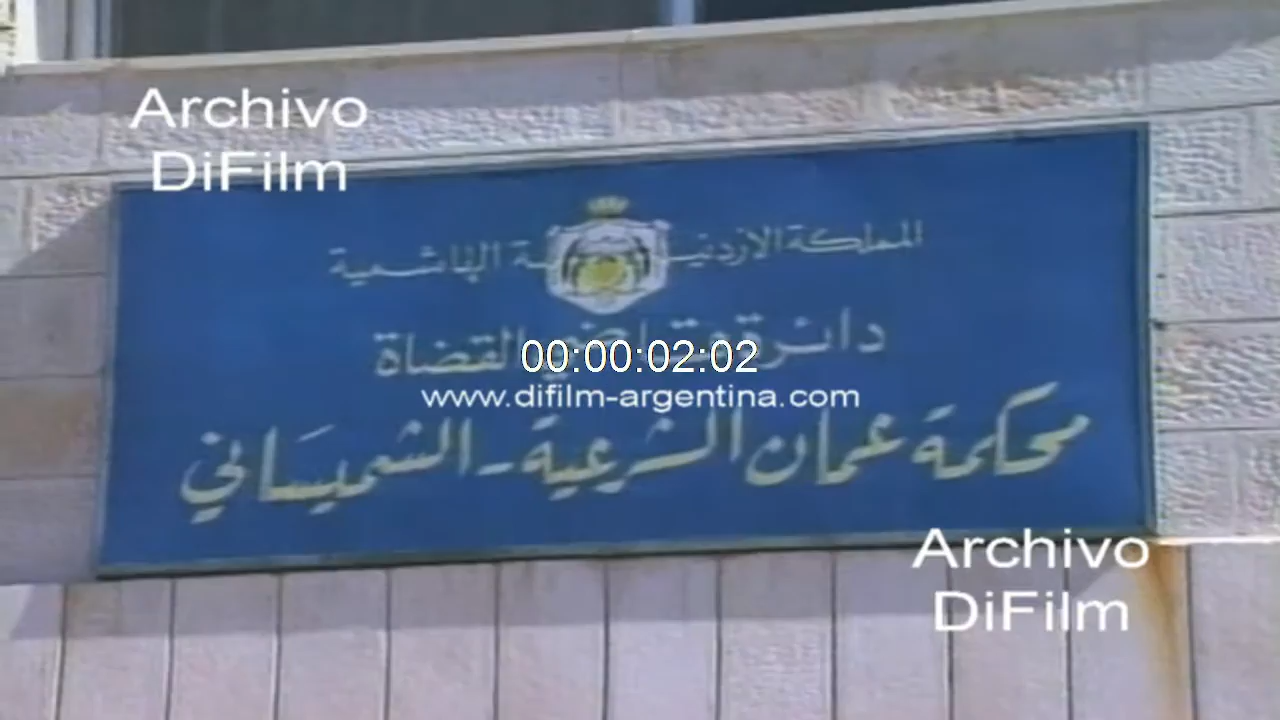 Archivo
DiFilm
المملكة الاردنية الهاشمية
دائرة قاضي القضاة
00:00:02:02
www.difilm-argentina.com
محكمة عمان الشرعية - الشميساني
Archivo
DiFilm